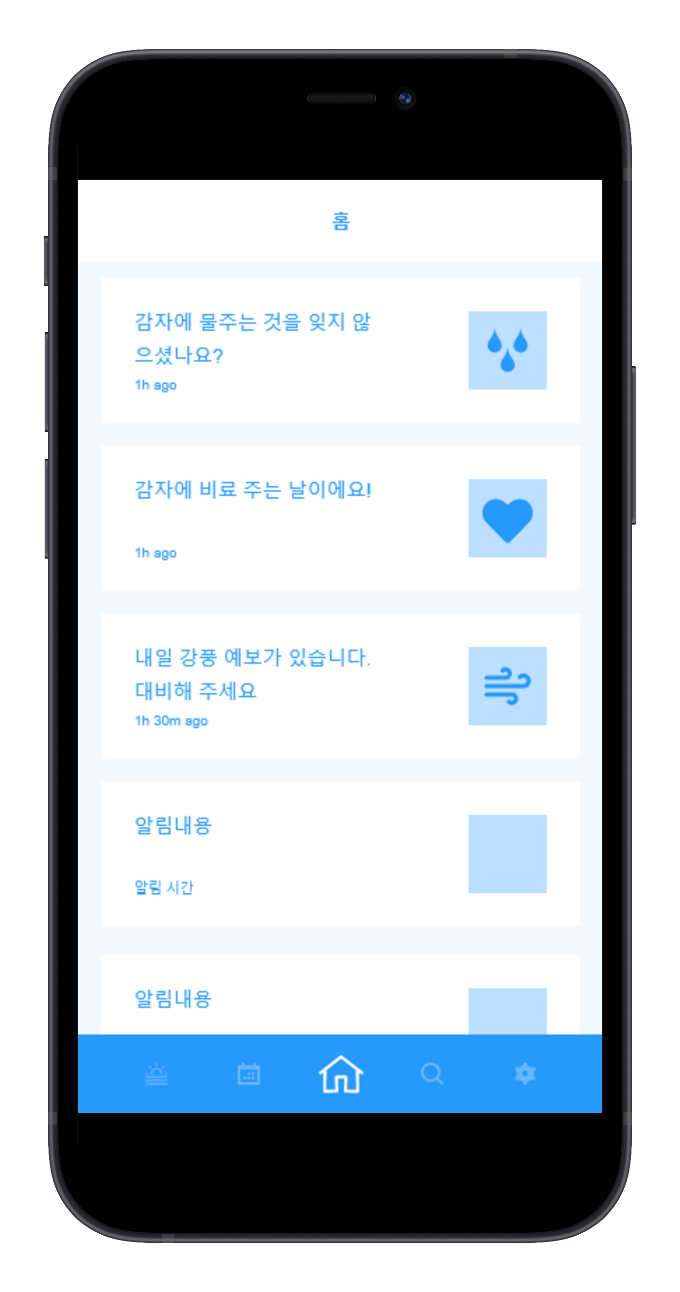 홈
감자에 물주는 것을 잊지 않
으셨나요?
1h ago
감자에 비료 주는 날이에요!
1h ago
내일 강풍 예보가 있습니다.
대비해 주세요
1h 30m ago
알림내용
알림 시간
알림내용